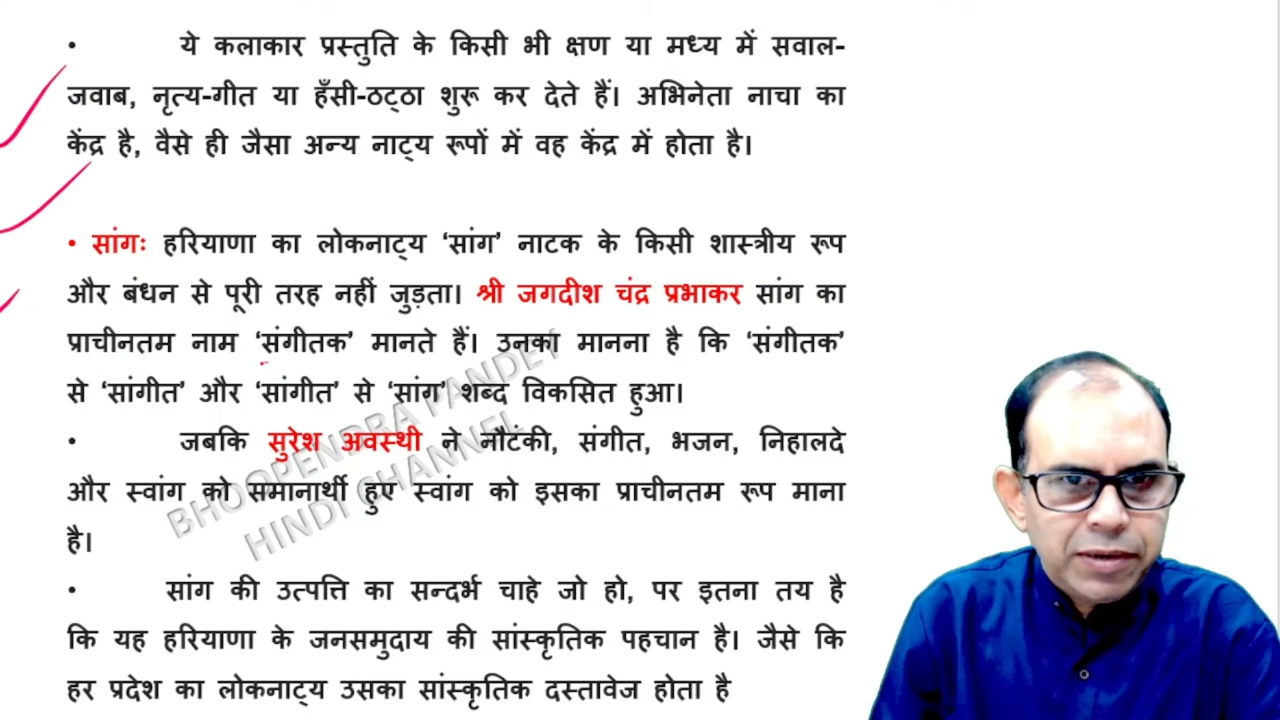 • ये कलाकार प्रस्तुति के किसी भी क्षण या मध्य में सवाल-
जवाब, नृत्य-गीत या हँसी-ठट्ठा शुरू कर देते हैं। अभिनेता नाचा का
केंद्र है, वैसे ही जैसा अन्य नाट्य रूपों में वह केंद्र में होता है।
• सांगः हरियाणा का लोकनाट्य ‘सांग’ नाटक के किसी शास्त्रीय रूप
और बंधन से पूरी तरह नहीं जुड़ता। श्री जगदीश चंद्र प्रभाकर सांग का
प्राचीनतम नाम ‘संगीतक’ मानते हैं। उनका मानना है कि ‘संगीतक’
से ‘सांगीत’ और ‘सांगीत’ से ‘सांग’ शब्द विकसित हुआ।
• जबकि सुरेश अवस्थी ने नौटंकी, संगीत, भजन, निहालदे
और स्वांग को समानार्थी हुए स्वांग को इसका प्राचीनतम रूप माना
है।
• सांग की उत्पत्ति का सन्दर्भ चाहे जो हो, पर इतना तय है
कि यह हरियाणा के जनसमुदाय की सांस्कृतिक पहचान है। जैसे कि
हर प्रदेश का लोकनाट्य उसका सांस्कृतिक दस्तावेज होता है
BHOOPENDRA PANDEY
HINDI CHANNEL